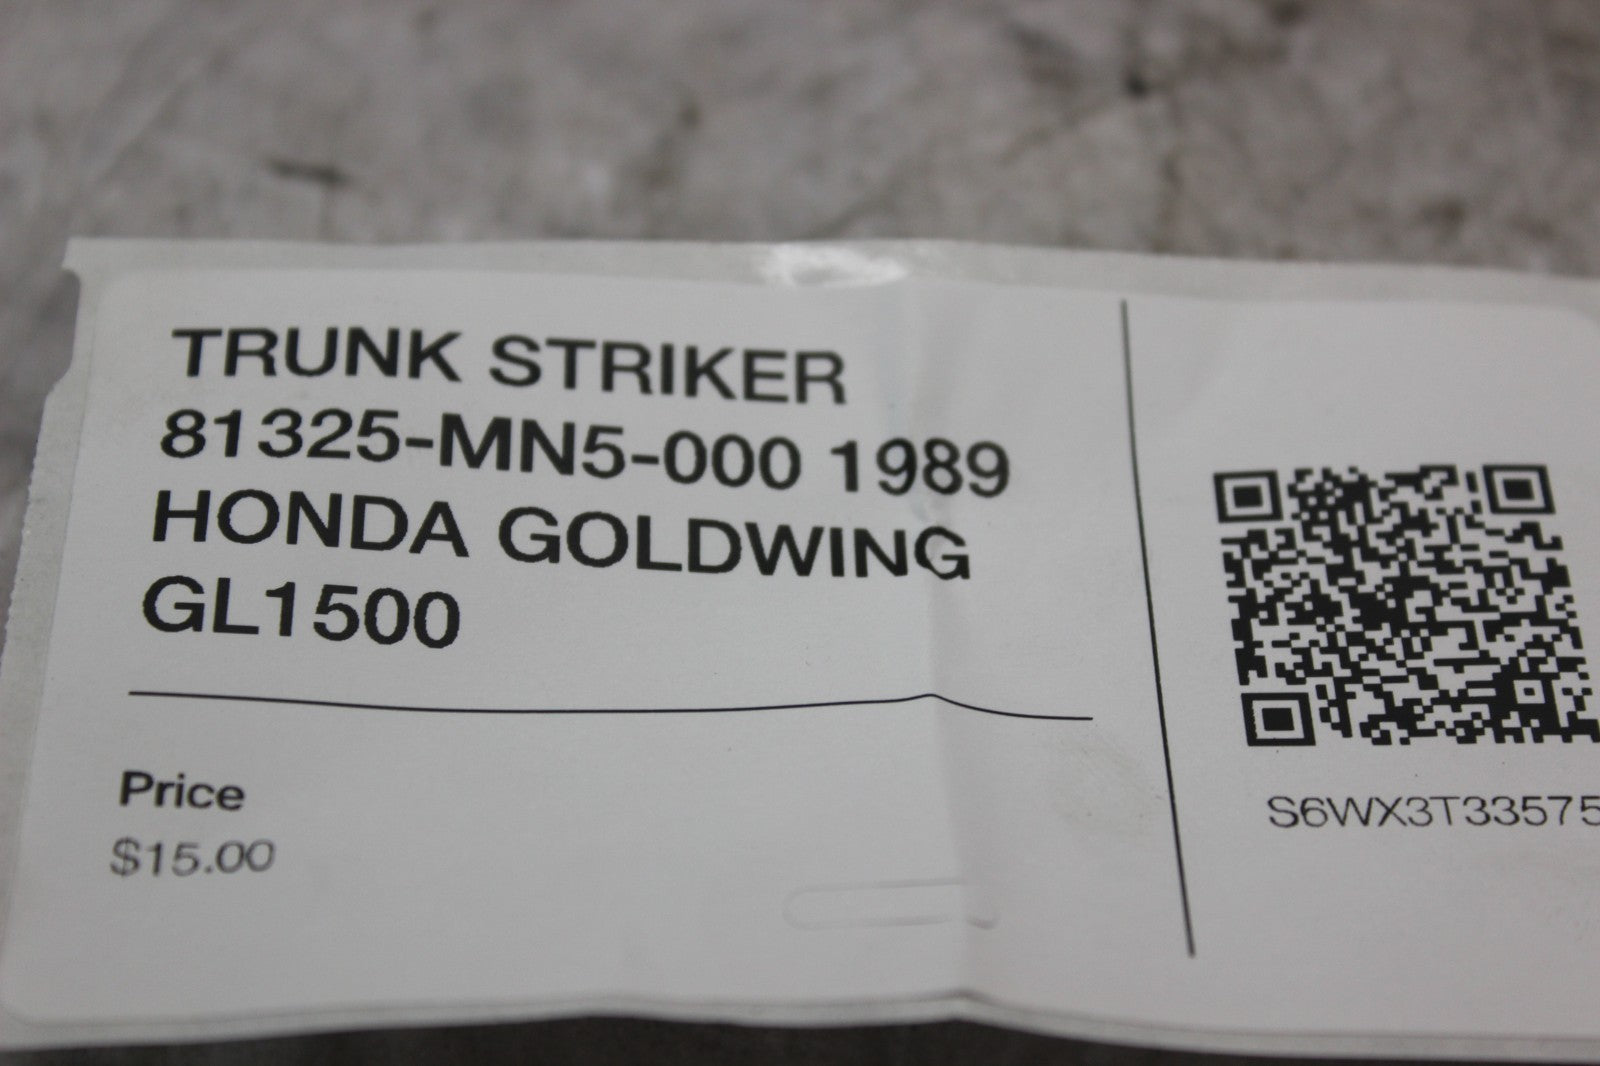 TRUNK STRIKER
81325-MN5-000 1989
HONDA GOLDWING
GL1500
Price
$15.00
S6WX3T33575